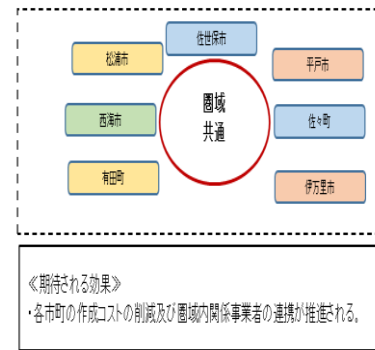 佐世保市
松浦市
平戸市
圏域
共通
西海市
佐々町
有田町
伊万里市
≪期待される効果≫
・各市町の作成コストの削減及び圏域内関係事業者の連携が推進される。